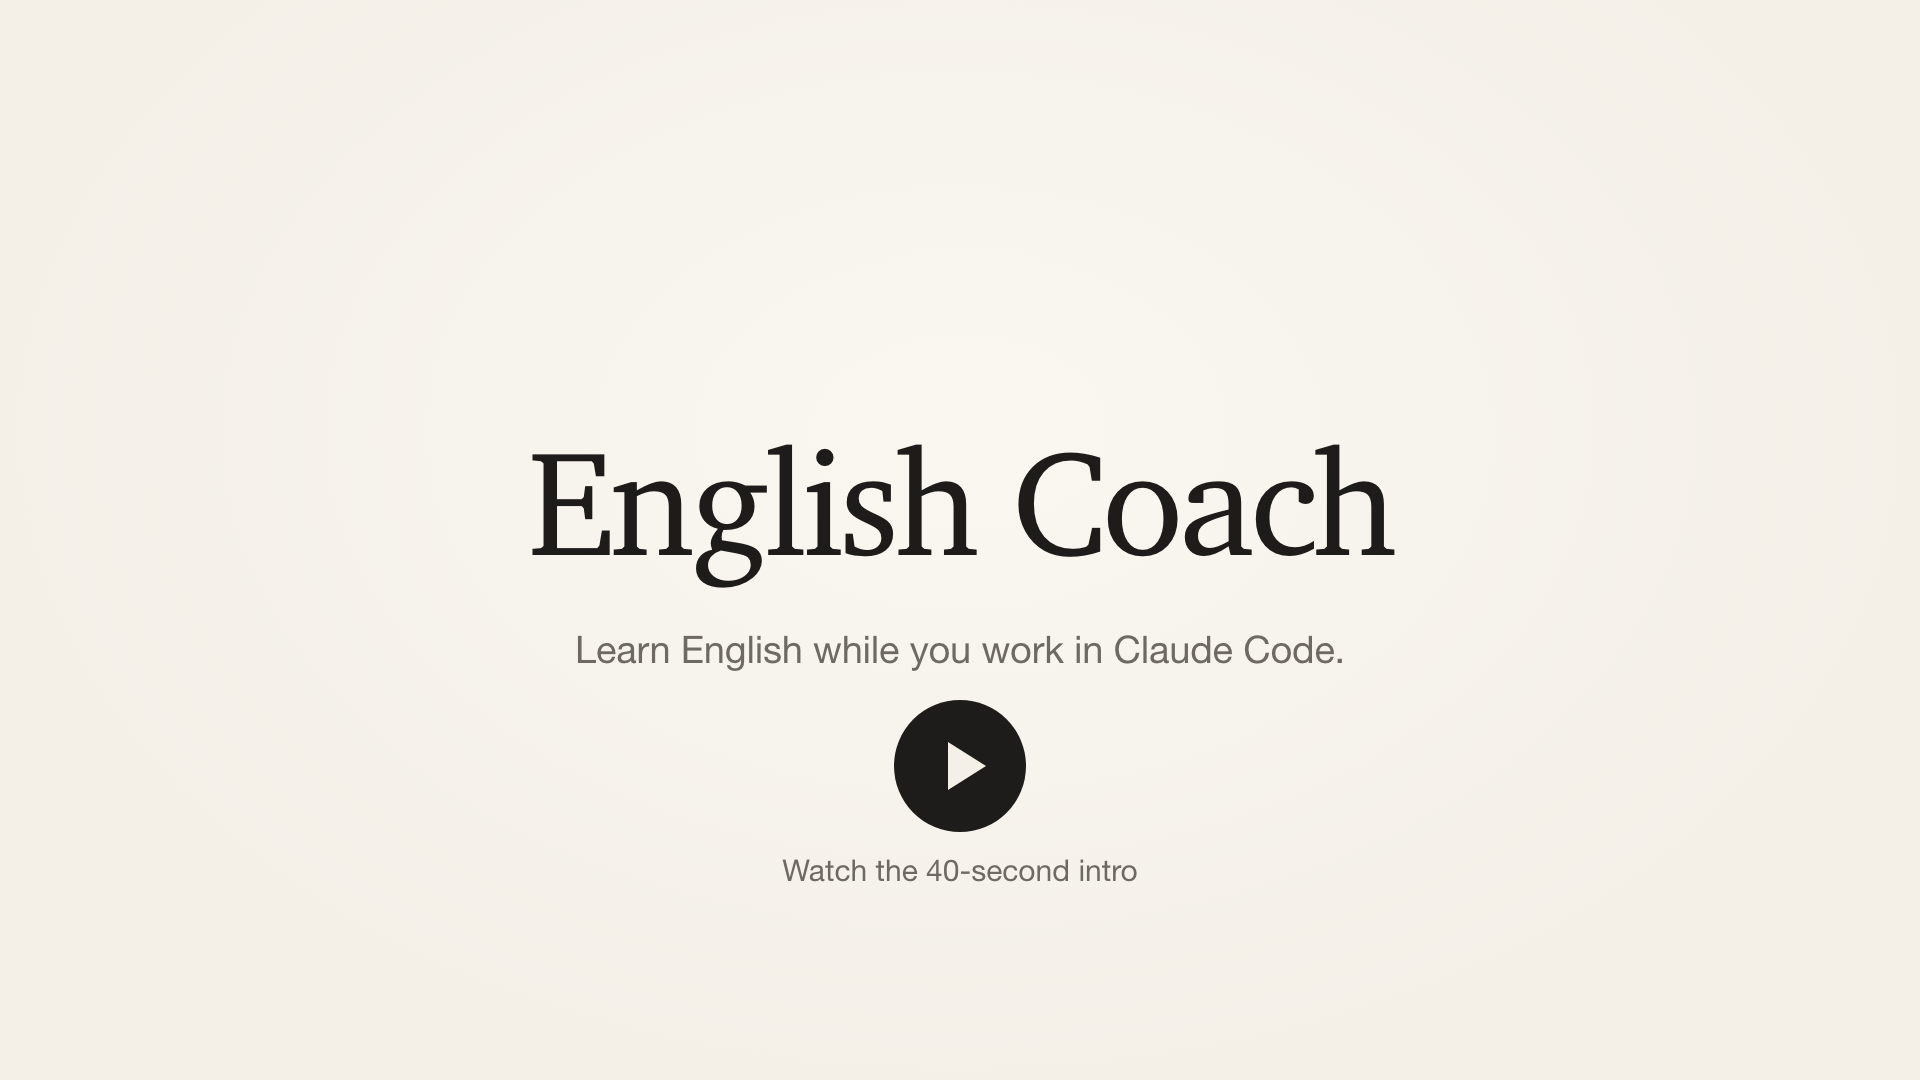 English Coach
Learn English while you work in Claude Code.
Watch the 40-second intro